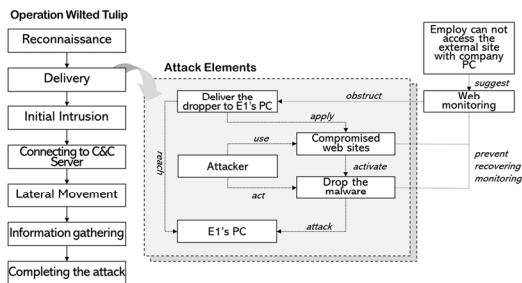 Operation Wilted Tulip
Reconnaissance
Delivery
Initial Intrusion
Connecting to C&C
Server
Lateral Movement
Information gathering
Completing the attack
Attack Elements
Deliver the
dropper to E1's PC
apply
use
Compromised
web sites
Attacker
activate
act
Drop the
malware
reach
E1's PC
attack
obstruct
Employ can not
access the
external site
with company
PC
suggest
Web
monitoring
prevent
recovering
monitoring